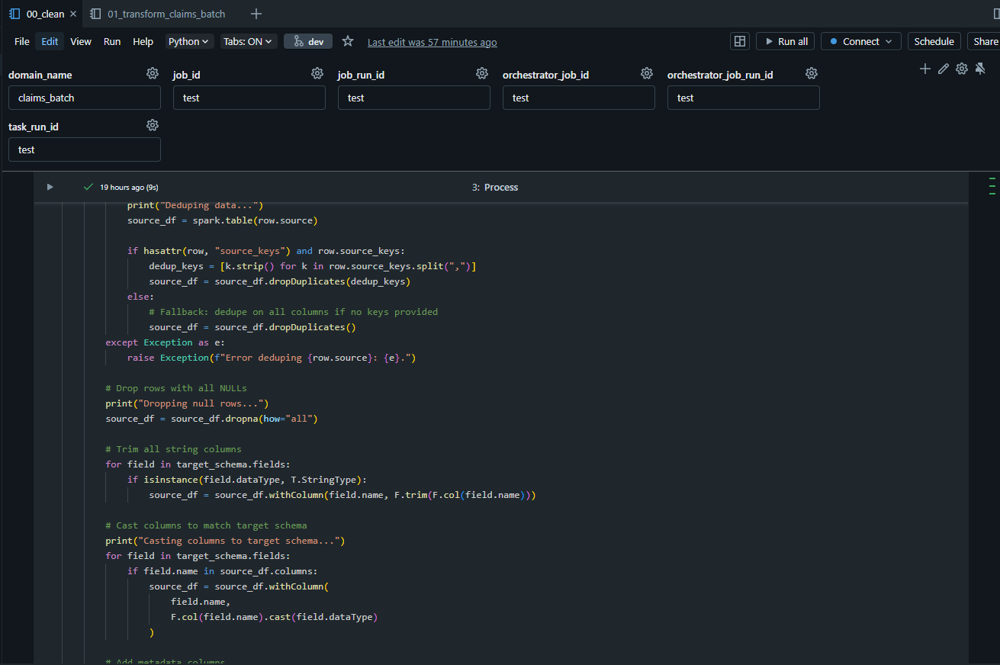 00_clean × 01_transform_claims_batch +
File Edit View Run Help Python Tabs: ON dev Last edit was 57 minutes ago Run all Connect Schedule Share
domain_name job_id job_run_id orchestrator_job_id orchestrator_job_run_id
claims_batch test test test test
task_run_id
test
19 hours ago (9s) 3: Process
print("Deduping data...")
source_df = spark.table(row.source)
if hasattr(row, "source_keys") and row.source_keys:
dedup_keys = [k.strip() for k in row.source_keys.split(",")]
source_df = source_df.dropDuplicates(dedup_keys)
else:
# Fallback: dedupe on all columns if no keys provided
source_df = source_df.dropDuplicates()
except Exception as e:
raise Exception(f"Error deduping {row.source}: {e}.")
# Drop rows with all NULLs
print("Dropping null rows...")
source_df = source_df.dropna(how="all")
# Trim all string columns
for field in target_schema.fields:
if isinstance(field.dataType, T.StringType):
source_df = source_df.withColumn(field.name, F.trim(F.col(field.name)))
# Cast columns to match target schema
print("Casting columns to target schema...")
for field in target_schema.fields:
if field.name in source_df.columns:
source_df = source_df.withColumn(
field.name,
F.col(field.name).cast(field.dataType)
)
# Add metadata columns